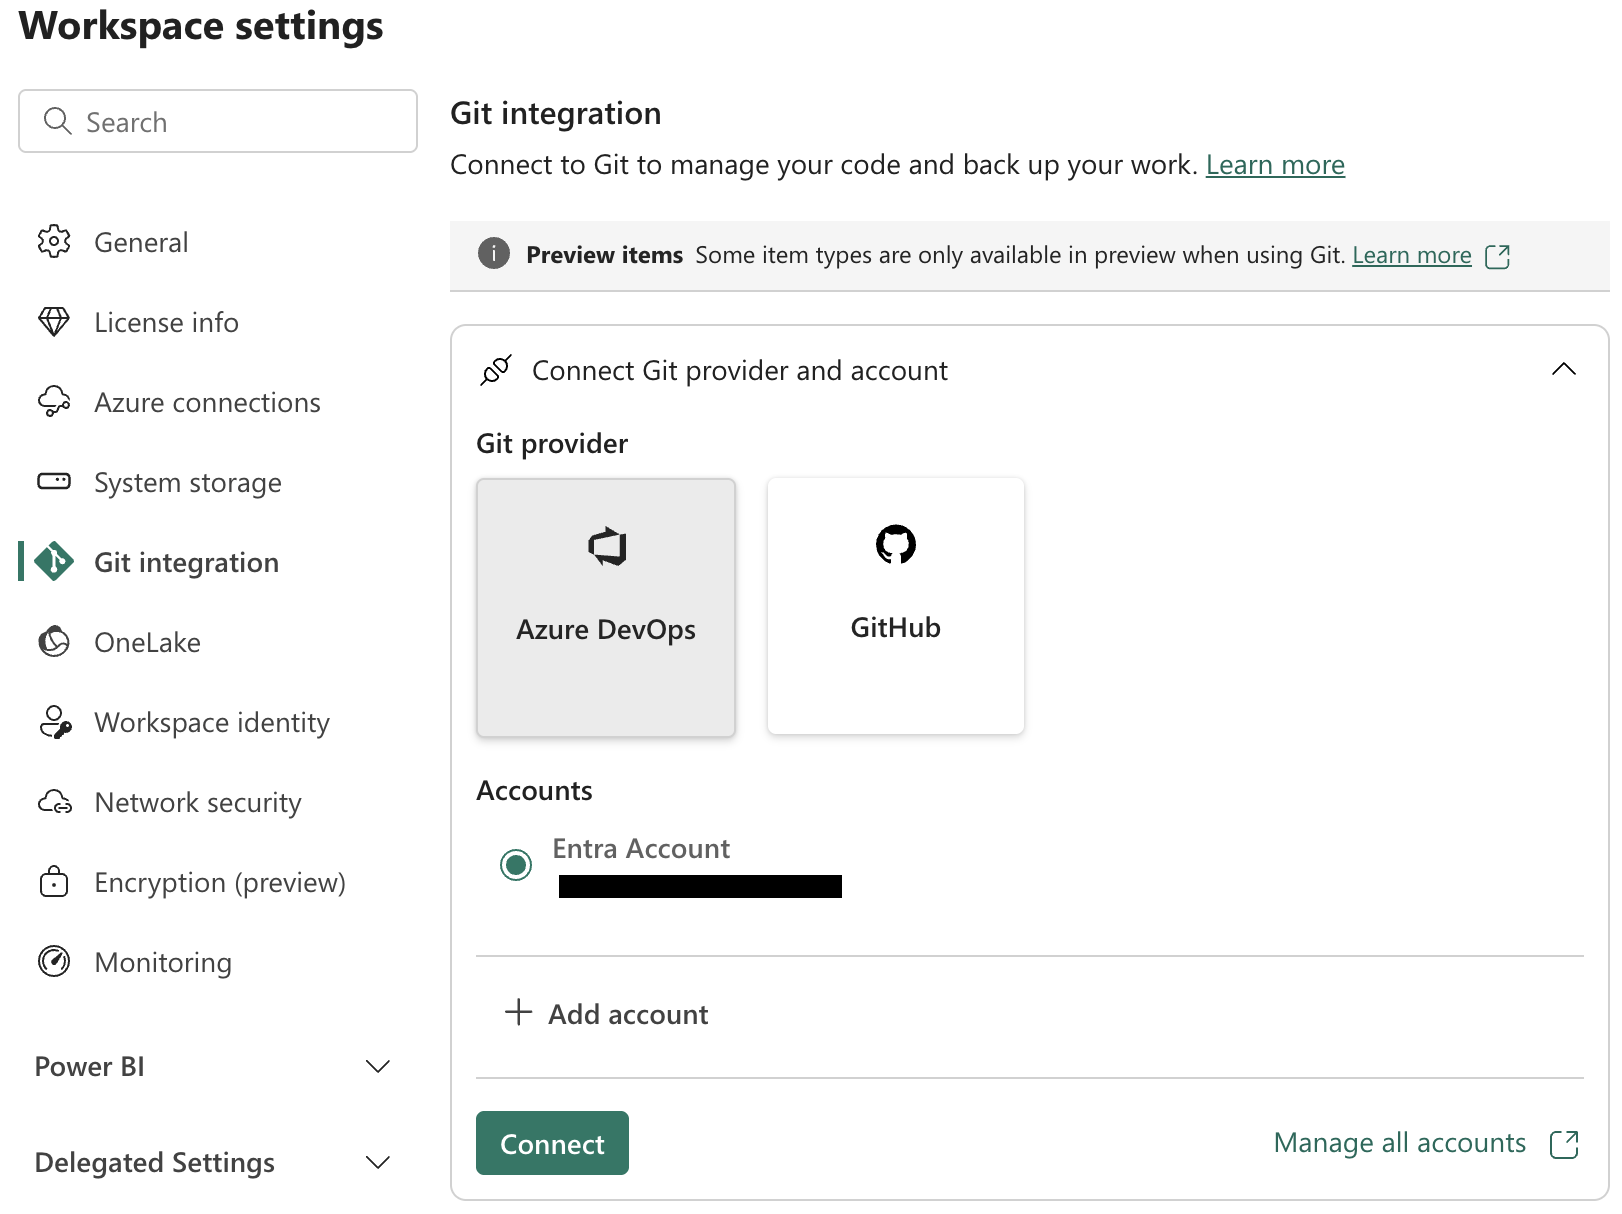 Workspace settings
Search
General
License info
Azure connections
System storage
Git integration
OneLake
Workspace identity
Network security
Encryption (preview)
Monitoring
Power BI
Delegated Settings
Git integration
Connect to Git to manage your code and back up your work. Learn more
Preview items Some item types are only available in preview when using Git. Learn more
Connect Git provider and account
Git provider
Azure DevOps
GitHub
Accounts
Entra Account
Add account
Connect
Manage all accounts